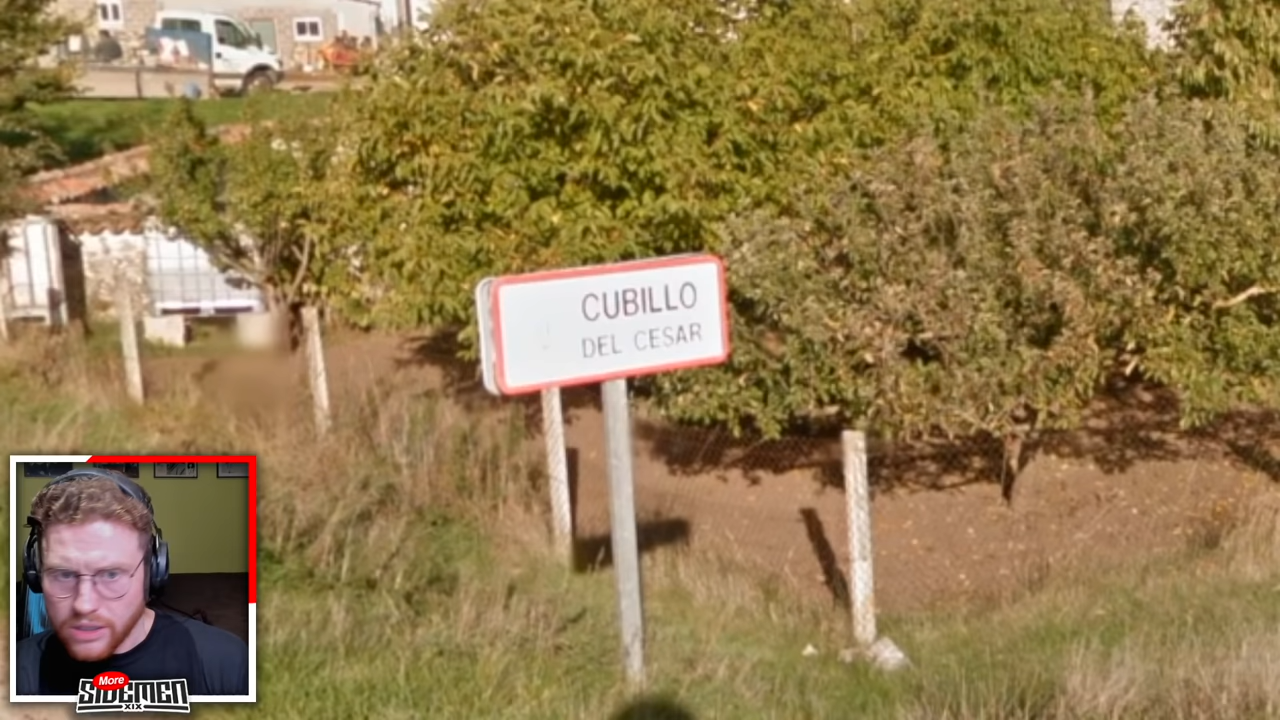 CUBILLO
DEL CESAR
More
SIDEMEN
XIX